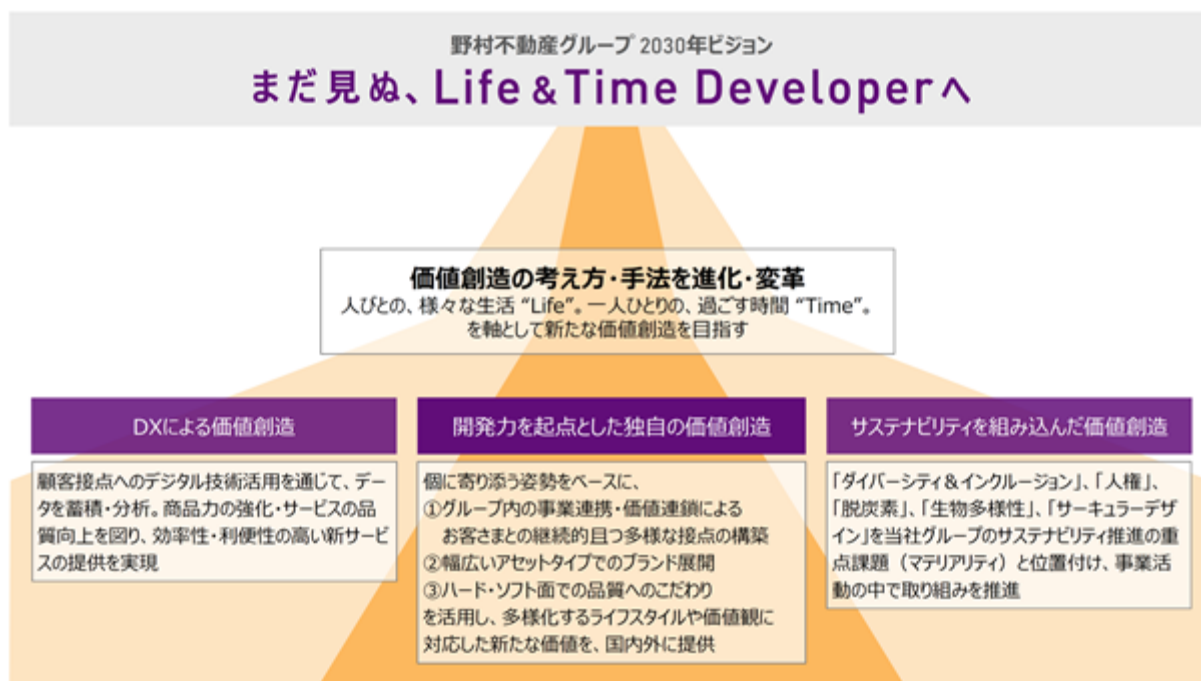 野村不動産グループ 2030年ビジョン
まだ見ぬ、Life & Time Developerへ
価値創造の考え方・手法を進化・変革
人びとの、様々な生活 “Life”。一人ひとりの、過ごす時間 “Time”。
を軸として新たな価値創造を目指す
DXによる価値創造
顧客接点へのデジタル技術活用を通じて、デー
タを蓄積・分析。商品力の強化・サービスの品
質向上を図り、効率性・利便性の高い新サービ
スの提供を実現
開発力を起点とした独自の価値創造
個に寄り添う姿勢をベースに、
①グループ内の事業連携・価値連鎖による
お客さまとの継続的且つ多様な接点の構築
②幅広いアセットタイプでのブランド展開
③ハード・ソフト面での品質へのこだわり
を活用し、多様化するライフスタイルや価値観に
対応した新たな価値を、国内外に提供
サステナビリティを組み込んだ価値創造
「ダイバーシティ＆インクルージョン」、「人権」、
「脱炭素」、「生物多様性」、「サーキュラーデザ
イン」を当社グループのサステナビリティ推進の重
点課題（マテリアリティ）と位置付け、事業活
動の中で取り組みを推進